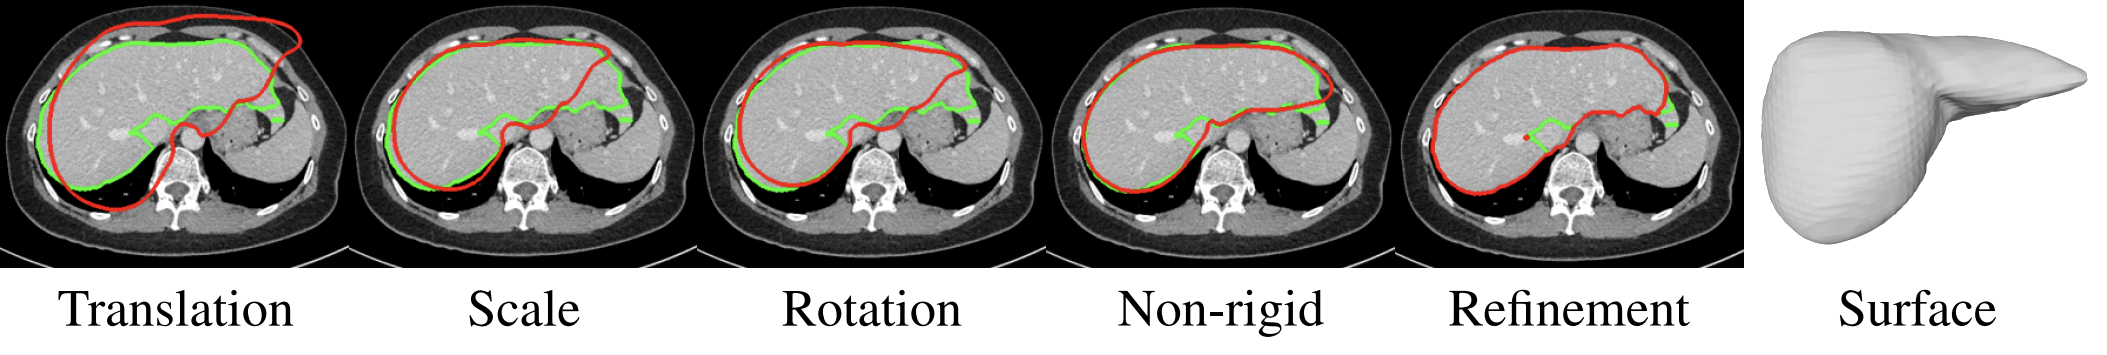 Translation Scale Rotation Non-rigid Refinement Surface